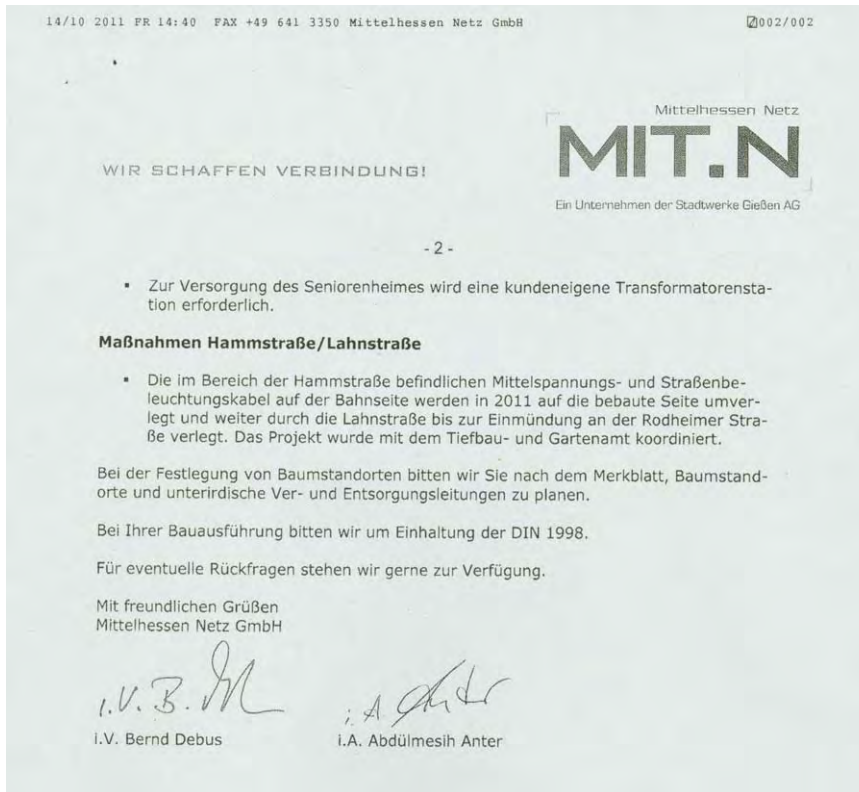 14/10 2011 FR 14:40 FAX +49 641 3350 Mittelhessen Netz GmbH 002/002
Mittelhessen Netz
MIT.N
WIR SCHAFFEN VERBINDUNG!
Ein Unternehmen der Stadtwerke Gießen AG
- 2 -
▪ Zur Versorgung des Seniorenheimes wird eine kundeneigene Transformatorensta-
tion erforderlich.
Maßnahmen Hammstraße/Lahnstraße
▪ Die im Bereich der Hammstraße befindlichen Mittelspannungs- und Straßenbe-
leuchtungskabel auf der Bahnseite werden in 2011 auf die bebaute Seite umver-
legt und weiter durch die Lahnstraße bis zur Einmündung an der Rodheimer Stra-
ße verlegt. Das Projekt wurde mit dem Tiefbau- und Gartenamt koordiniert.
Bei der Festlegung von Baumstandorten bitten wir Sie nach dem Merkblatt, Baumstand-
orte und unterirdische Ver- und Entsorgungsleitungen zu planen.
Bei Ihrer Bauausführung bitten wir um Einhaltung der DIN 1998.
Für eventuelle Rückfragen stehen wir gerne zur Verfügung.
Mit freundlichen Grüßen
Mittelhessen Netz GmbH
i.V. B. i.A. Anter
i.V. Bernd Debus i.A. Abdülmesih Anter